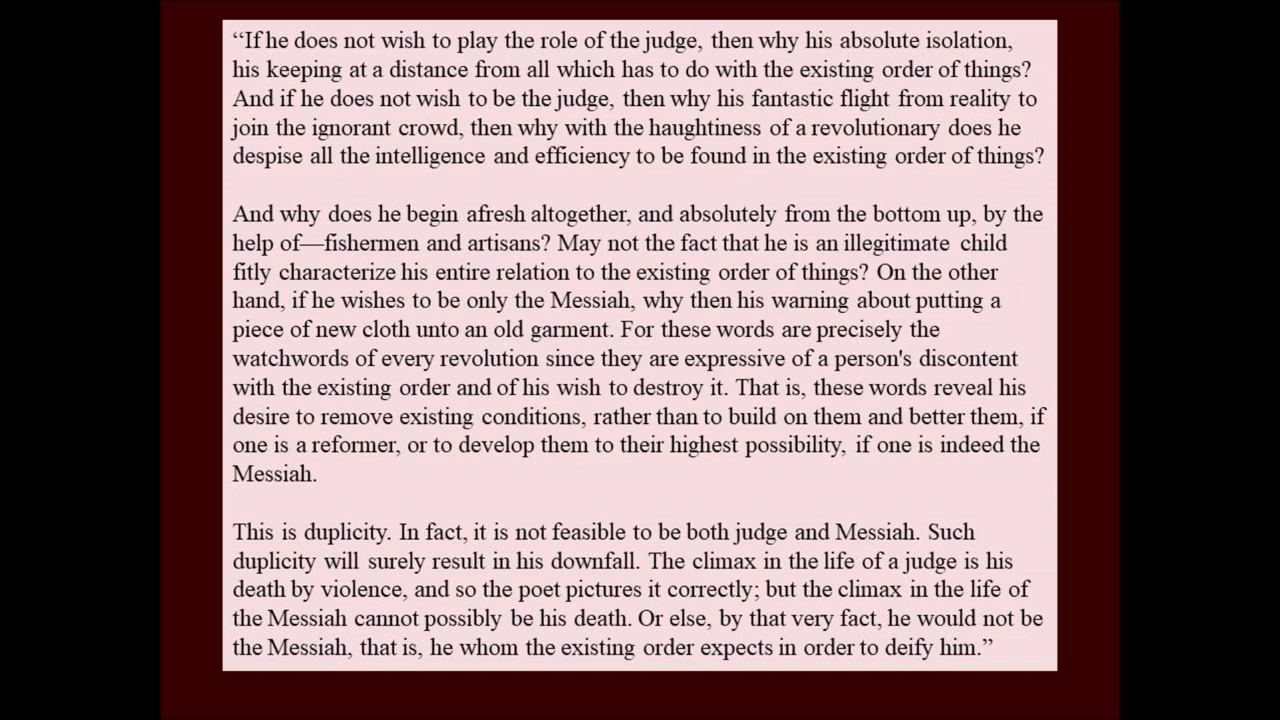 “If he does not wish to play the role of the judge, then why his absolute isolation,
his keeping at a distance from all which has to do with the existing order of things?
And if he does not wish to be the judge, then why his fantastic flight from reality to
join the ignorant crowd, then why with the haughtiness of a revolutionary does he
despise all the intelligence and efficiency to be found in the existing order of things?
And why does he begin afresh altogether, and absolutely from the bottom up, by the
help of—fishermen and artisans? May not the fact that he is an illegitimate child
fitly characterize his entire relation to the existing order of things? On the other
hand, if he wishes to be only the Messiah, why then his warning about putting a
piece of new cloth unto an old garment. For these words are precisely the
watchwords of every revolution since they are expressive of a person's discontent
with the existing order and of his wish to destroy it. That is, these words reveal his
desire to remove existing conditions, rather than to build on them and better them, if
one is a reformer, or to develop them to their highest possibility, if one is indeed the
Messiah.
This is duplicity. In fact, it is not feasible to be both judge and Messiah. Such
duplicity will surely result in his downfall. The climax in the life of a judge is his
death by violence, and so the poet pictures it correctly; but the climax in the life of
the Messiah cannot possibly be his death. Or else, by that very fact, he would not be
the Messiah, that is, he whom the existing order expects in order to deify him.”